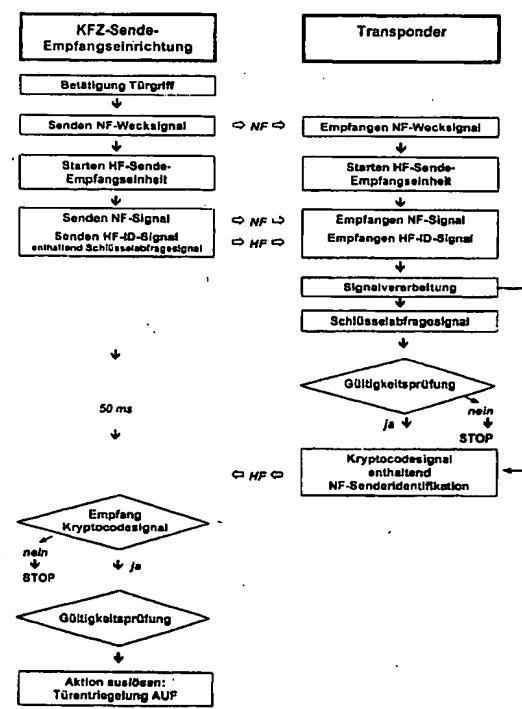 KFZ-Sende-
Empfangseinrichtung
Transponder
Betätigung Türgriff
Senden NF-Wecksignal
NF
Empfangen NF-Wecksignal
Starten HF-Sende-
Empfangseinheit
Starten HF-Sende-
Empfangseinheit
Senden NF-Signal
NF
Empfangen NF-Signal
Senden HF-ID-Signal
enthaltend Schlüsselabfragesignal
HF
Empfangen HF-ID-Signal
Signalverarbeitung
Schlüsselabfragesignal
Gültigkeitsprüfung
50 ms
nein
ja
STOP
HF
Kryptocodesignal
enthaltend
NF-Senderidentifikation
Empfang
Kryptocodesignal
nein
ja
STOP
Gültigkeitsprüfung
Aktion auslösen:
Türentriegelung AUF